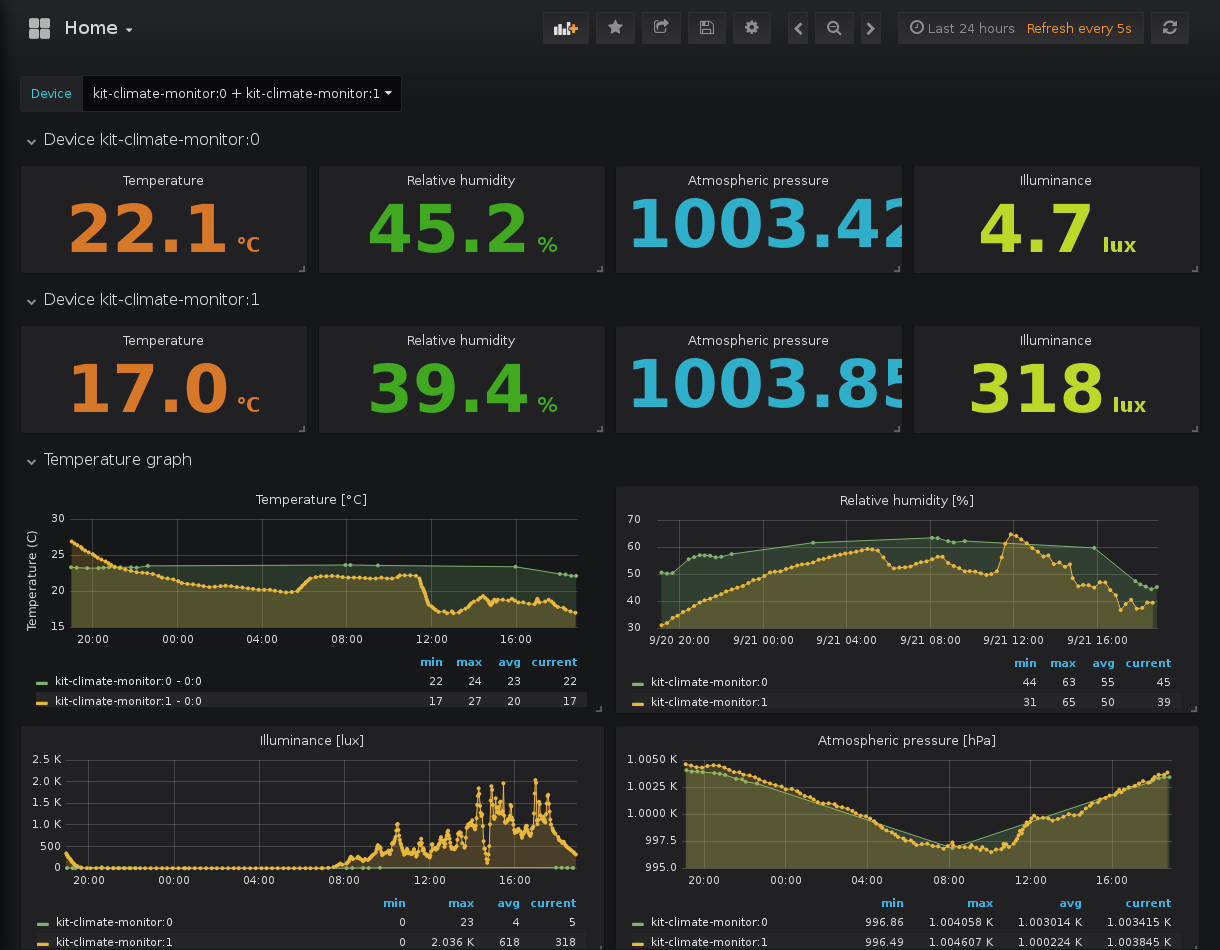 Home
Last 24 hours Refresh every 5s
Device kit-climate-monitor:0 + kit-climate-monitor:1
Device kit-climate-monitor:0
Temperature Relative humidity Atmospheric pressure Illuminance
22.1 °C 45.2 % 1003.42 4.7 lux
Device kit-climate-monitor:1
Temperature Relative humidity Atmospheric pressure Illuminance
17.0 °C 39.4 % 1003.85 318 lux
Temperature graph
Temperature [°C]
Temperature (C)
30
25
20
15
20:00 00:00 04:00 08:00 12:00 16:00
min max avg current
kit-climate-monitor:0 - 0:0 22 24 23 22
kit-climate-monitor:1 - 0:0 17 27 20 17
Relative humidity [%]
70
60
50
40
30
9/20 20:00 9/21 00:00 9/21 04:00 9/21 08:00 9/21 12:00 9/21 16:00
min max avg current
kit-climate-monitor:0 44 63 55 45
kit-climate-monitor:1 31 65 50 39
Illuminance [lux]
2.5 K
2.0 K
1.5 K
1.0 K
500
0
20:00 00:00 04:00 08:00 12:00 16:00
min max avg current
kit-climate-monitor:0 0 23 4 5
kit-climate-monitor:1 0 2.036 K 618 318
Atmospheric pressure [hPa]
1.0050 K
1.0025 K
1.0000 K
997.5
995.0
20:00 00:00 04:00 08:00 12:00 16:00
min max avg current
kit-climate-monitor:0 996.86 1.004058 K 1.003014 K 1.003415 K
kit-climate-monitor:1 996.49 1.004607 K 1.000224 K 1.003845 K